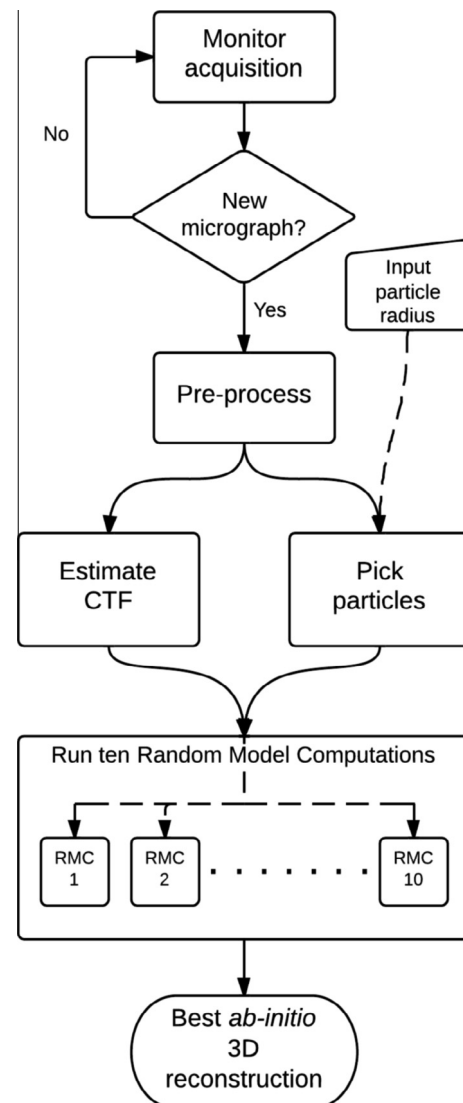 Monitor
acquisition
No
New
micrograph?
Input
particle
radius
Yes
Pre-process
Estimate
CTF
Pick
particles
Run ten Random Model Computations
RMC
1
RMC
2
RMC
10
Best ab-initio
3D
reconstruction